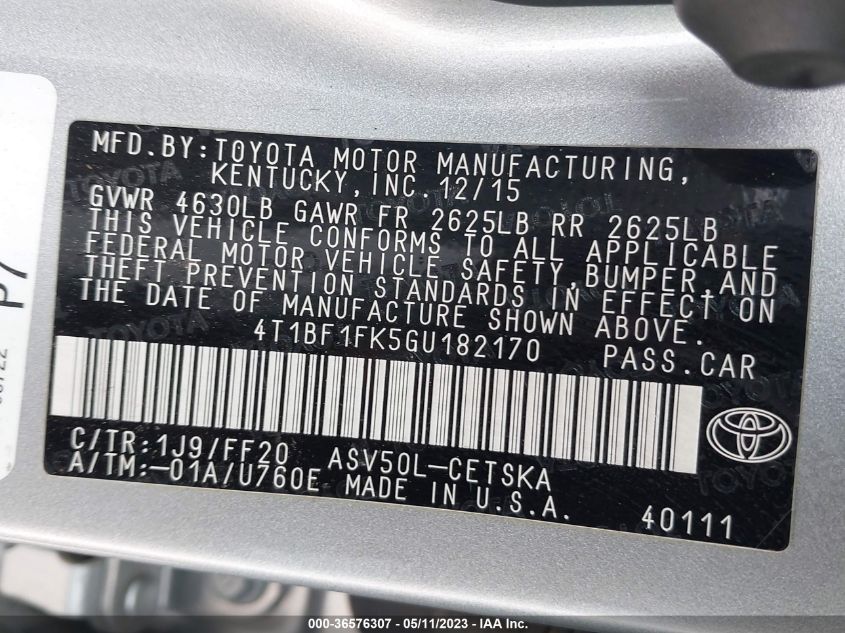 MFD.BY:TOYOTA MOTOR MANUFACTURING,
KENTUCKY,INC 12/15
GVWR 4630LB GAWR FR 2625LB RR 2625LB
THIS VEHICLE CONFORMS TO ALL APPLICABLE
FEDERAL MOTOR VEHICLE SAFETY,BUMPER,AND
THEFT PREVENTION STANDARDS IN EFFECT ON
THE DATE OF MANUFACTURE SHOWN ABOVE.
4T1BF1FK5GU182170 PASS.CAR
C/TR:1J9/FF20 ASV50L-CETSKA
A/TM:-01A/U760E MADE IN U.S.A.
40111
000-36576307 - 05/11/2023 - IAA Inc.